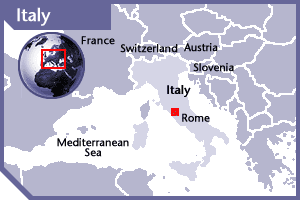 Italy
France
Switzerland
Austria
Slovenia
Italy
Rome
Mediterranean
Sea